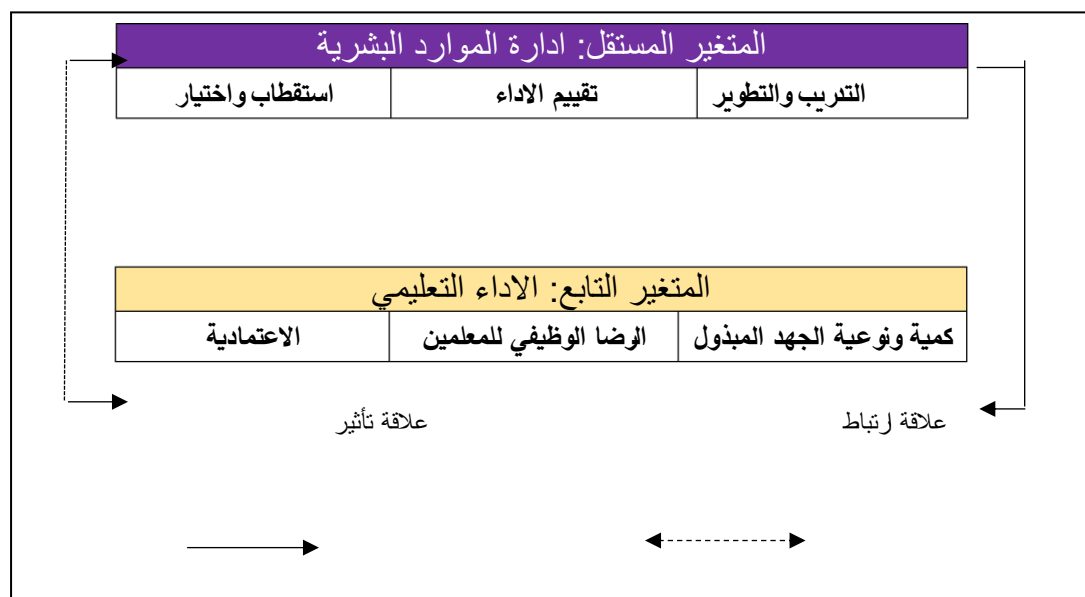 المتغير المستقل: ادارة الموارد البشرية
التدريب والتطوير تقييم الاداء استقطاب واختيار
المتغير التابع: الاداء التعليمي
كمية ونوعية الجهد المبذول الرضا الوظيفي للمعلمين الاعتمادية
علاقة ارتباط علاقة تأثير